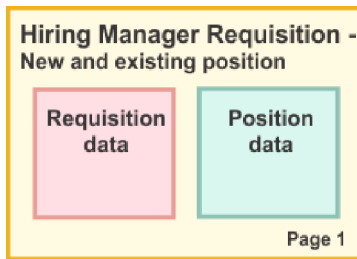 Hiring Manager Requisition -
New and existing position
Requisition
data
Position
data
Page 1